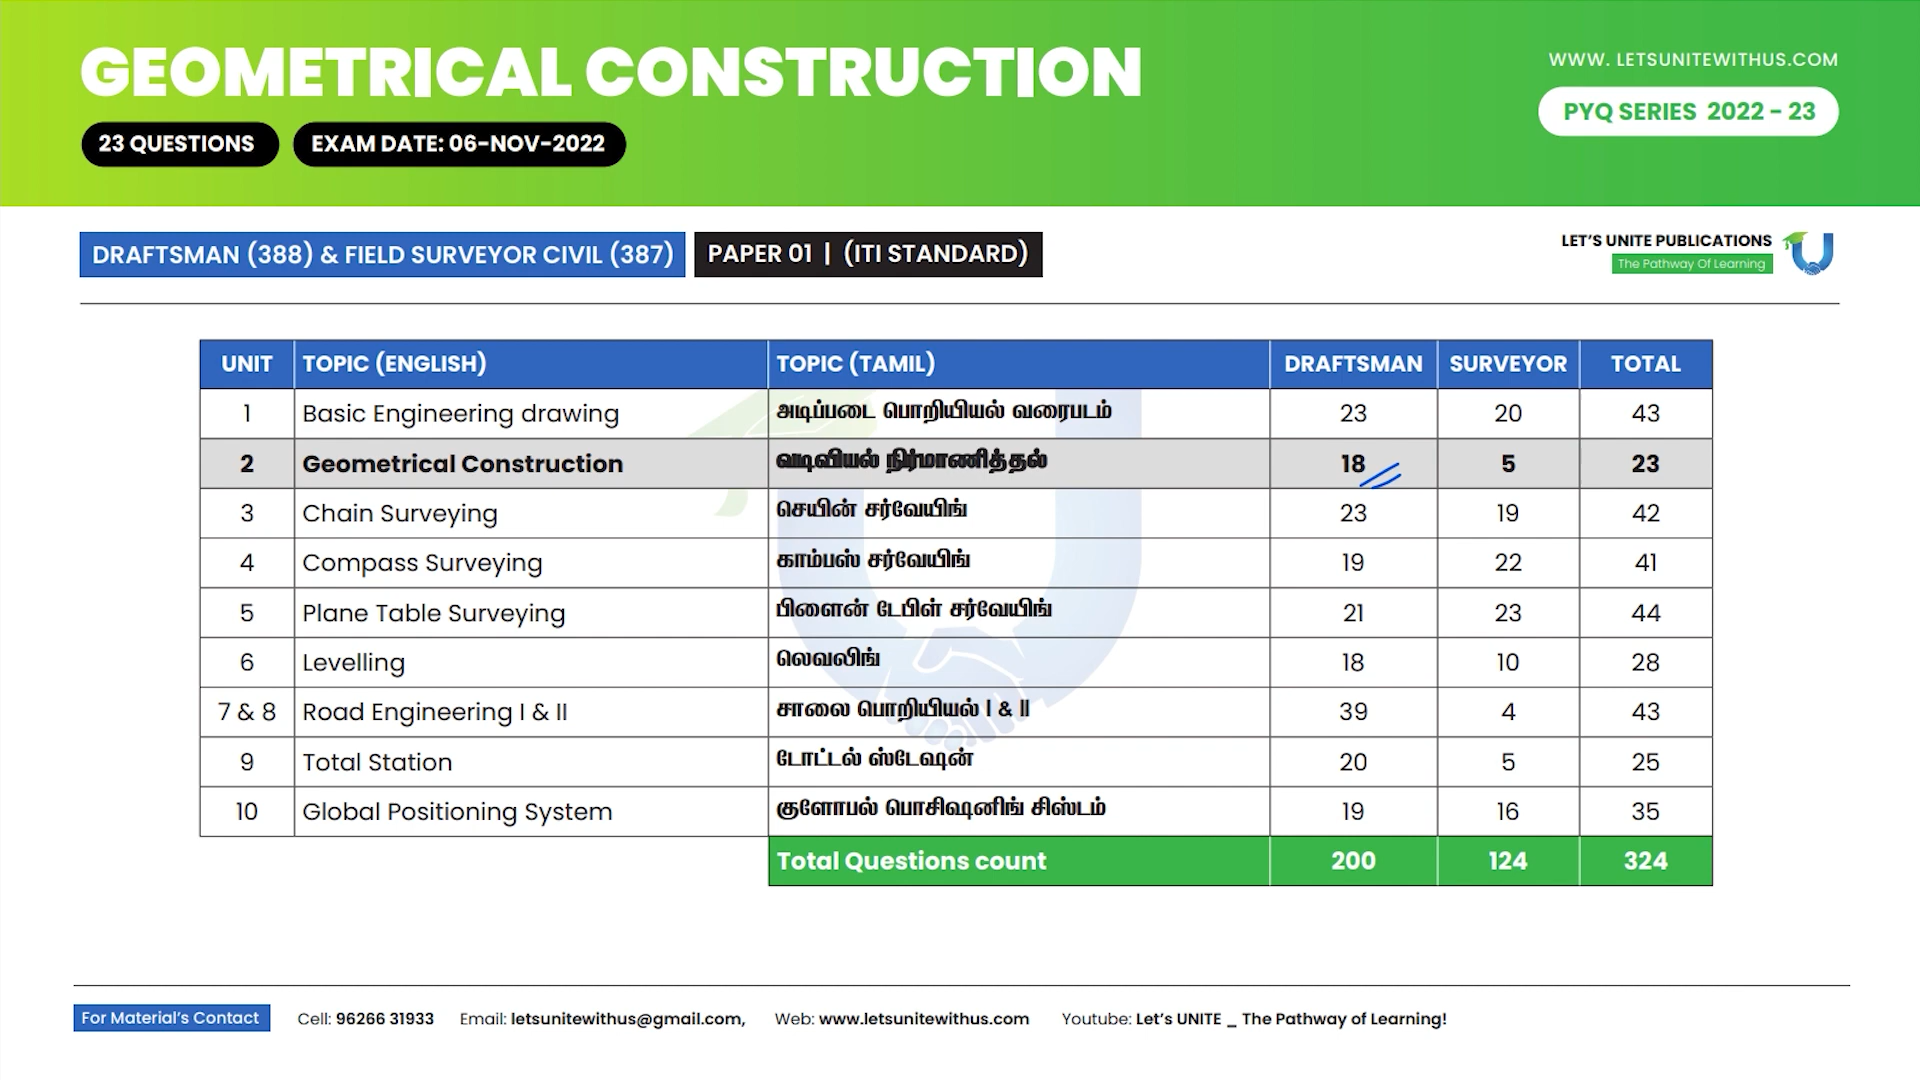 GEOMETRICAL CONSTRUCTION
WWW. LETSUNITEWITHUS.COM
23 QUESTIONS EXAM DATE: 06-NOV-2022
PYQ SERIES 2022 - 23
DRAFTSMAN (388) & FIELD SURVEYOR CIVIL (387) PAPER 01 | (ITI STANDARD)
LET'S UNITE PUBLICATIONS
The Pathway Of Learning
UNIT TOPIC (ENGLISH) TOPIC (TAMIL) DRAFTSMAN SURVEYOR TOTAL
1 Basic Engineering drawing அடிப்படை பொறியியல் வரைபடம் 23 20 43
2 Geometrical Construction வடிவியல் நிர்மாணித்தல் 18 5 23
3 Chain Surveying செயின் சர்வேயிங் 23 19 42
4 Compass Surveying காம்பஸ் சர்வேயிங் 19 22 41
5 Plane Table Surveying பிளைன் டேபிள் சர்வேயிங் 21 23 44
6 Levelling லெவலிங் 18 10 28
7 & 8 Road Engineering I & II சாலை பொறியியல் I & II 39 4 43
9 Total Station டோட்டல் ஸ்டேஷன் 20 5 25
10 Global Positioning System குளோபல் பொசிஷனிங் சிஸ்டம் 19 16 35
Total Questions count 200 124 324
For Material's Contact Cell: 96266 31933 Email: letsunitewithus@gmail.com, Web: www.letsunitewithus.com Youtube: Let's UNITE _ The Pathway of Learning!